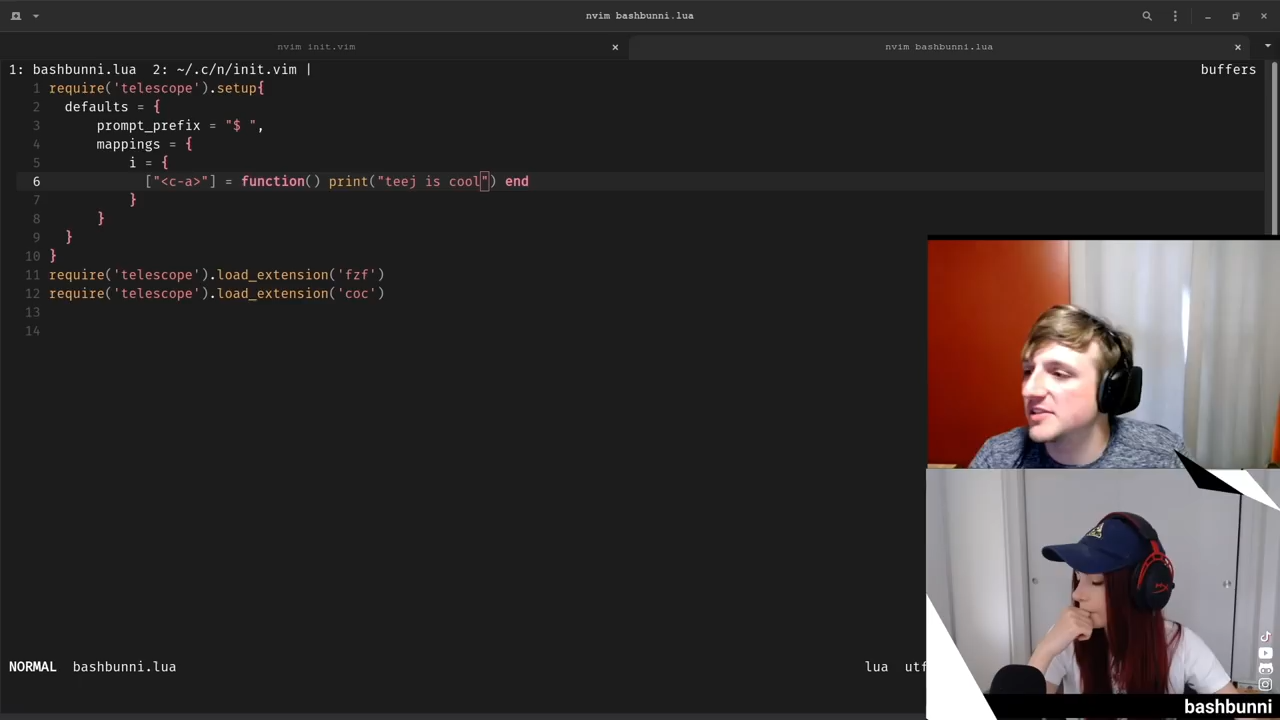 nvim bashbunni.lua
nvim init.vim
nvim bashbunni.lua
1: bashbunni.lua 2: ~/.c/n/init.vim | buffers
1 require('telescope').setup{
2 defaults = {
3 prompt_prefix = "$ ",
4 mappings = {
5 i = {
6 ["<c-a>"] = function() print("teej is cool") end
7 }
8 }
9 }
10 }
11 require('telescope').load_extension('fzf')
12 require('telescope').load_extension('coc')
13
14
NORMAL bashbunni.lua lua utf
bashbunni